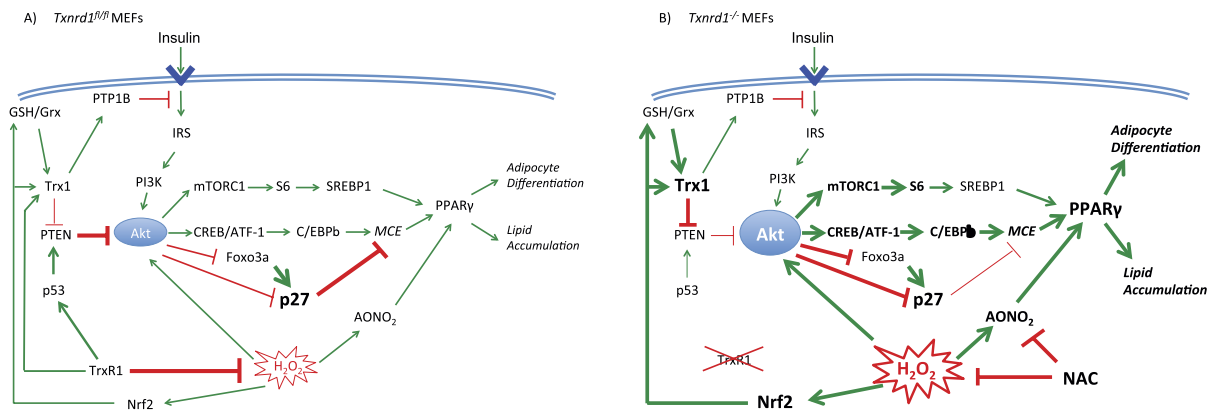 A) Txnrd1fl/fl MEFs
Insulin
PTP1B
GSH/Grx
IRS
PI3K
Trx1
mTORC1
S6
SREBP1
Adipocyte
Differentiation
PPARγ
PTEN
Akt
CREB/ATF-1
C/EBPb
MCE
Lipid
Accumulation
Foxo3a
p53
p27
AONO2
TrxR1
H2O2
Nrf2
B) Txnrd1-/- MEFs
Insulin
PTP1B
GSH/Grx
IRS
PI3K
Trx1
mTORC1
S6
SREBP1
Adipocyte
Differentiation
PPARγ
PTEN
Akt
CREB/ATF-1
C/EBPb
MCE
Lipid
Accumulation
Foxo3a
p53
p27
AONO2
TrxR1
H2O2
NAC
Nrf2